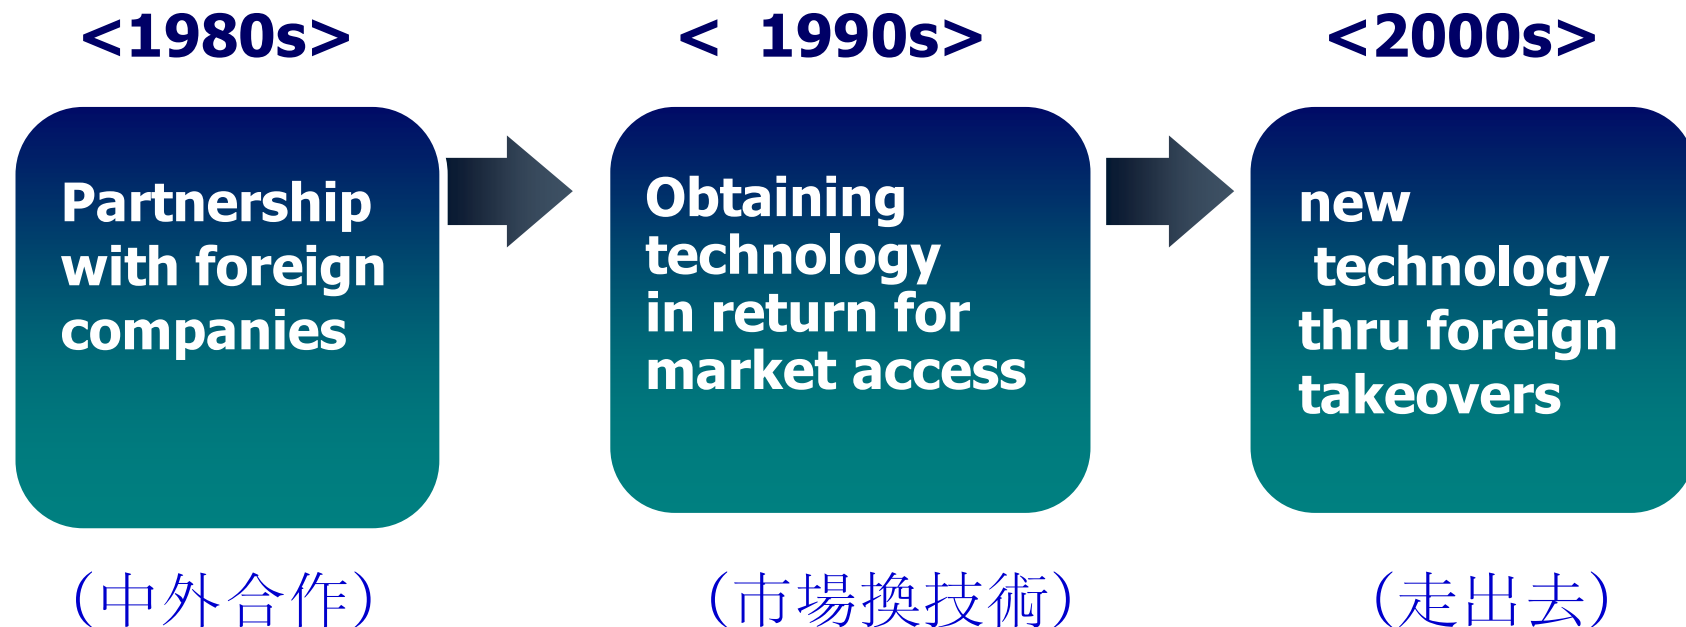 <1980s>
Partnership
with foreign
companies
(中外合作)
< 1990s>
Obtaining
technology
in return for
market access
(市場換技術)
<2000s>
new
technology
thru foreign
takeovers
(走出去)